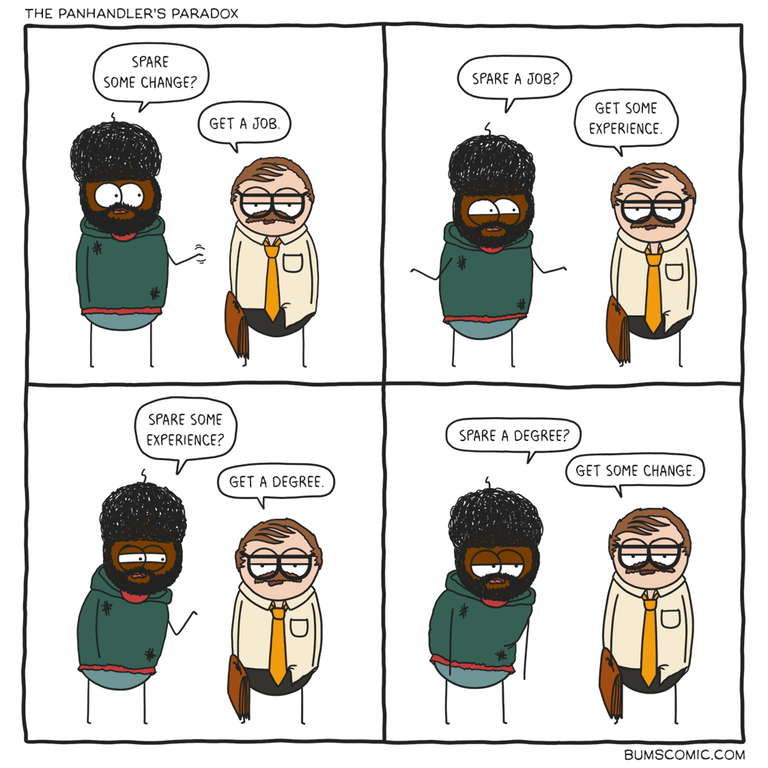 THE PANHANDLER'S PARADOX
SPARE
SOME CHANGE?
GET A JOB.
SPARE A JOB?
GET SOME
EXPERIENCE.
SPARE SOME
EXPERIENCE?
GET A DEGREE.
SPARE A DEGREE?
GET SOME CHANGE.
BUMSCOMIC.COM